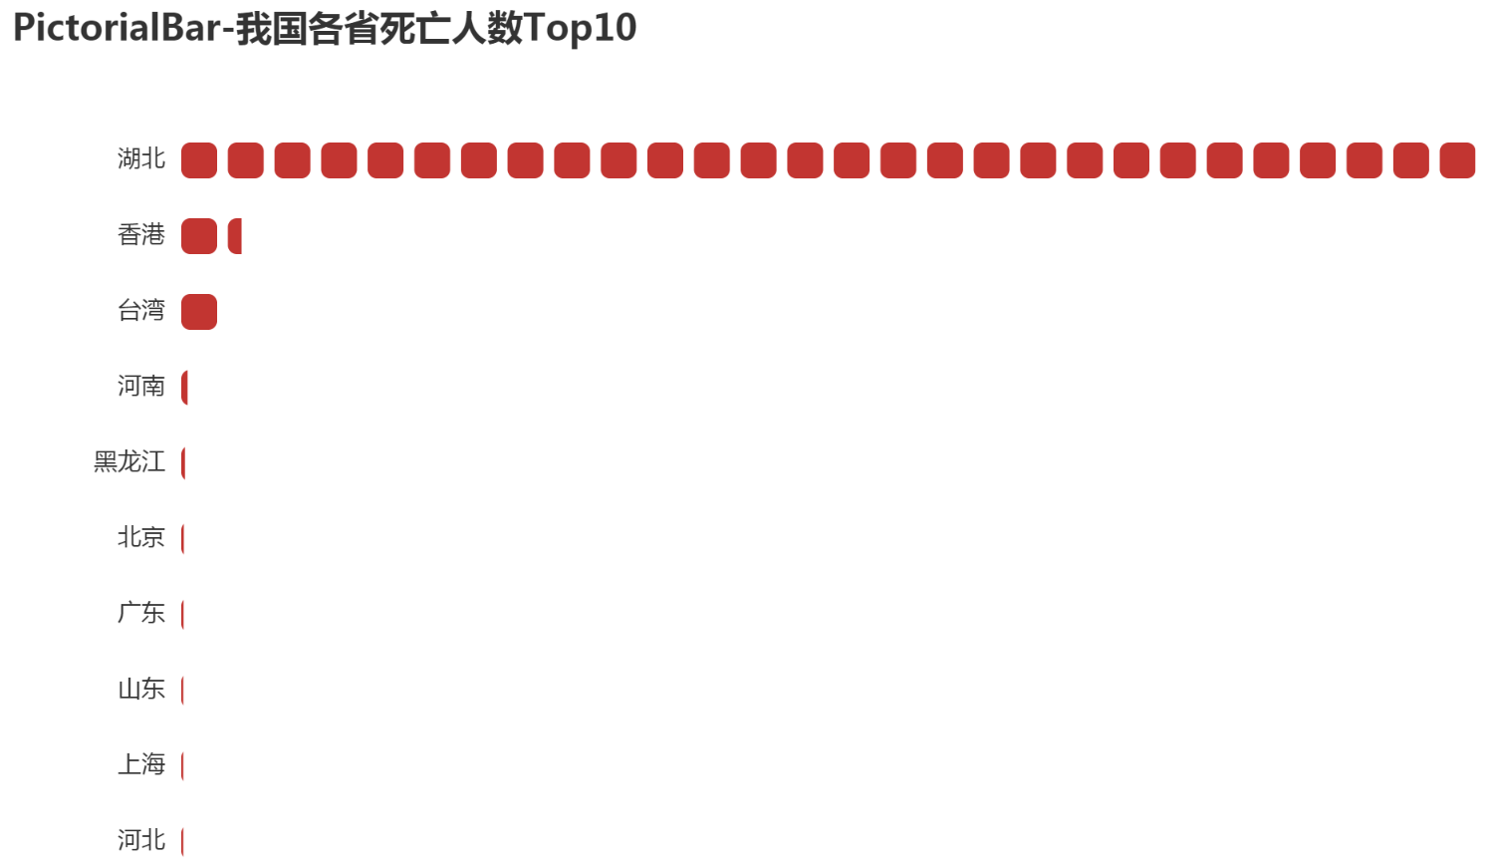 PictorialBar-我国各省死亡人数Top10
湖北
香港
台湾
河南
黑龙江
北京
广东
山东
上海
河北